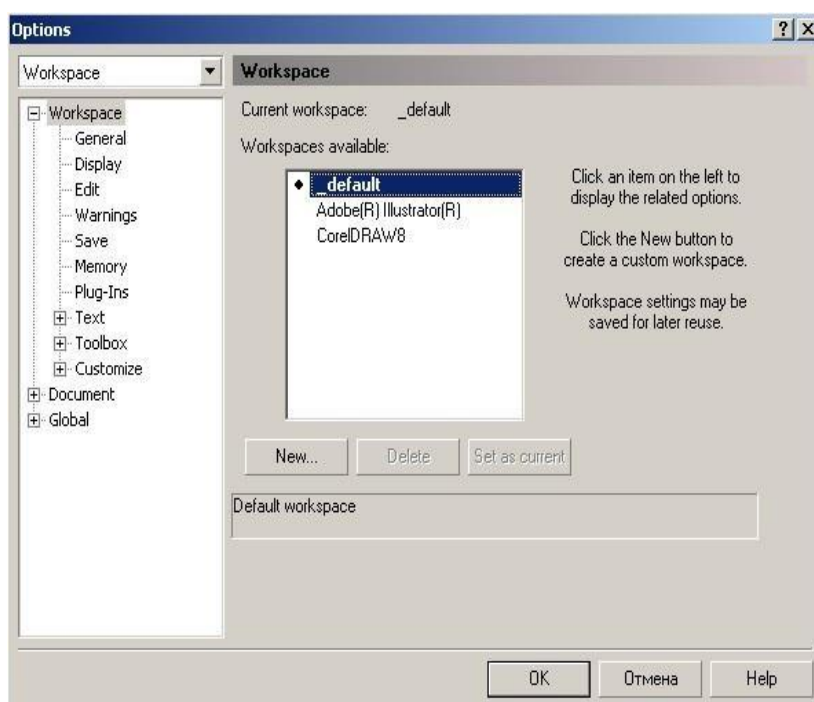 Options
Workspace
Workspace
Workspace
General
Display
Edit
Warnings
Save
Memory
Plug-Ins
Text
Toolbox
Customize
Document
Global
Current workspace: _default
Workspaces available:
_default
Adobe(R) Illustrator(R)
CorelDRAW8
Click an item on the left to
display the related options.
Click the New button to
create a custom workspace.
Workspace settings may be
saved for later reuse.
New...
Delete
Set as current
Default workspace
OK
Отмена
Help